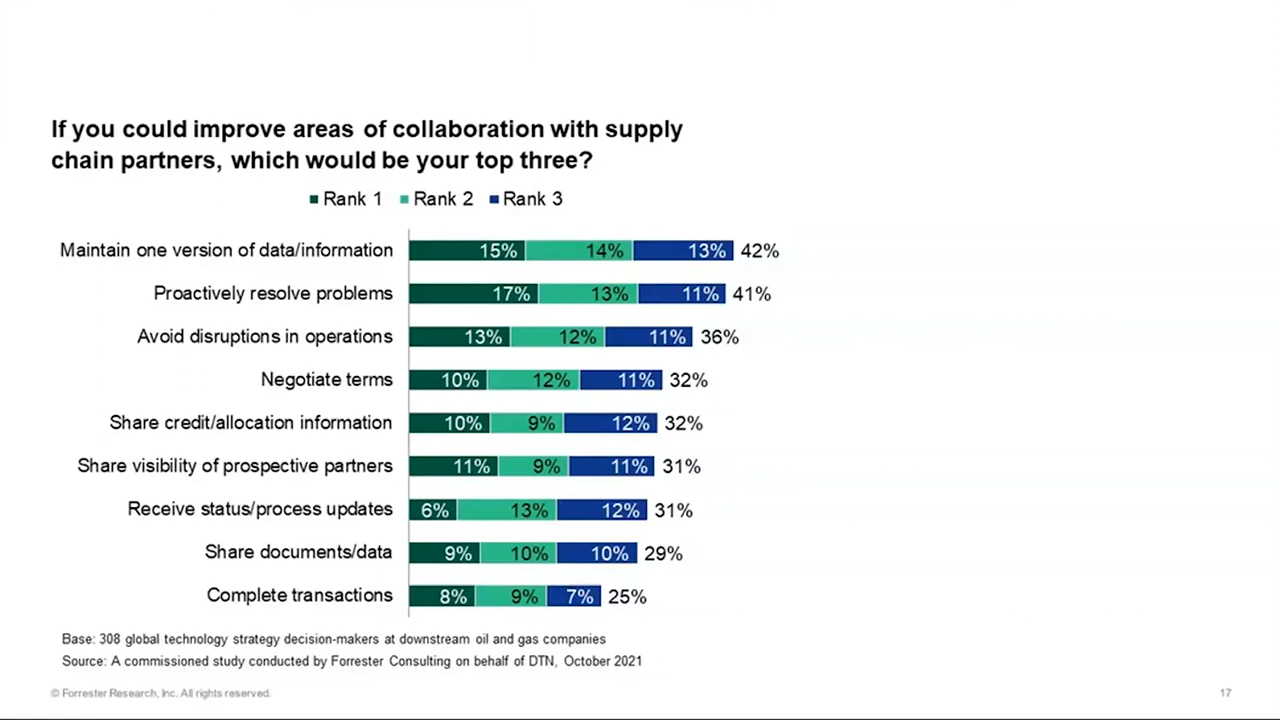 If you could improve areas of collaboration with supply
chain partners, which would be your top three?
Rank 1 Rank 2 Rank 3
Maintain one version of data/information 15% 14% 13% 42%
Proactively resolve problems 17% 13% 11% 41%
Avoid disruptions in operations 13% 12% 11% 36%
Negotiate terms 10% 12% 11% 32%
Share credit/allocation information 10% 9% 12% 32%
Share visibility of prospective partners 11% 9% 11% 31%
Receive status/process updates 6% 13% 12% 31%
Share documents/data 9% 10% 10% 29%
Complete transactions 8% 9% 7% 25%
Base: 308 global technology strategy decision-makers at downstream oil and gas companies
Source: A commissioned study conducted by Forrester Consulting on behalf of DTN, October 2021
© Forrester Research, Inc. All rights reserved. 17